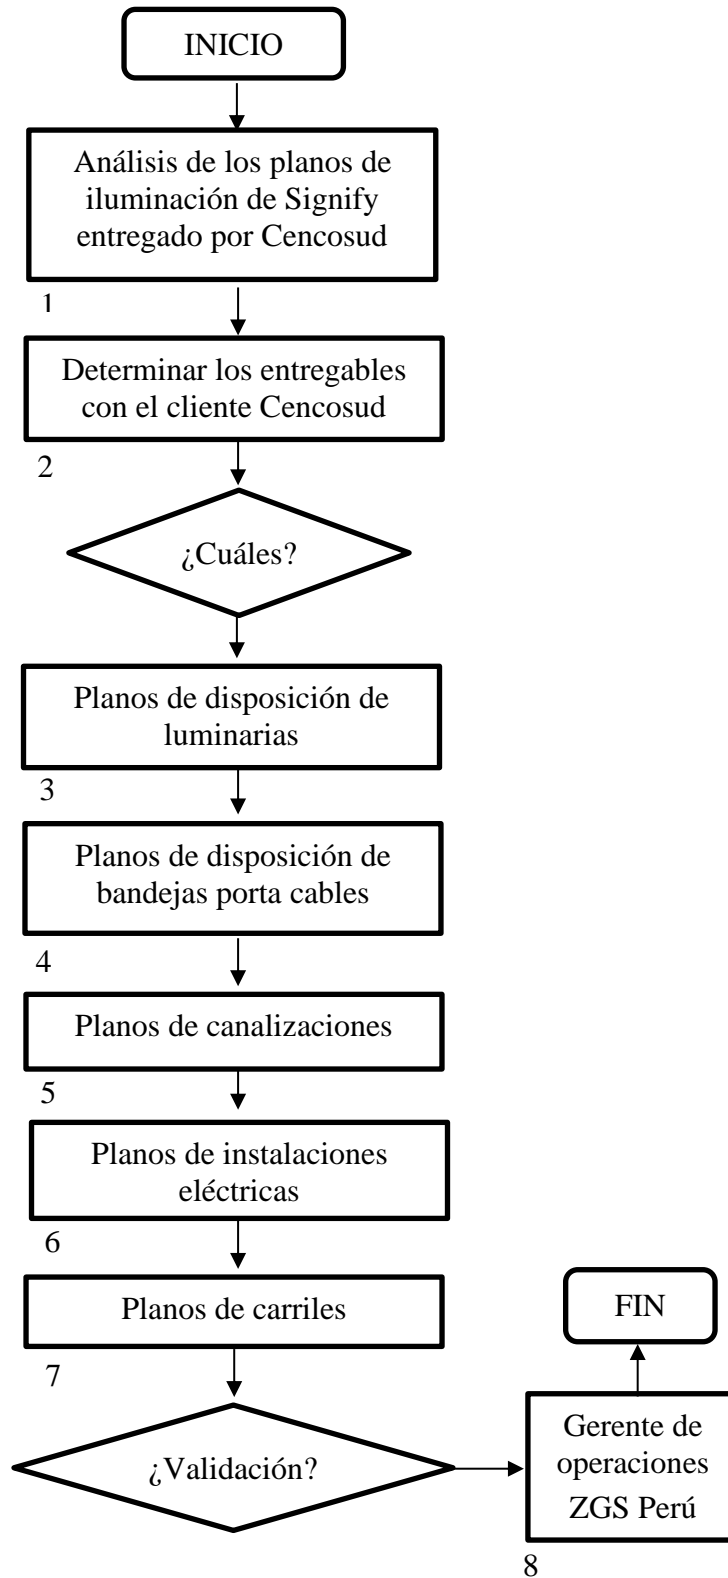 INICIO
Análisis de los planos de
iluminación de Signify
entregado por Cencosud
1
Determinar los entregables
con el cliente Cencosud
2
¿Cuáles?
Planos de disposición de
luminarias
3
Planos de disposición de
bandejas porta cables
4
Planos de canalizaciones
5
Planos de instalaciones
eléctricas
6
Planos de carriles
7
¿Validación?
Gerente de
operaciones
ZGS Perú
8
FIN